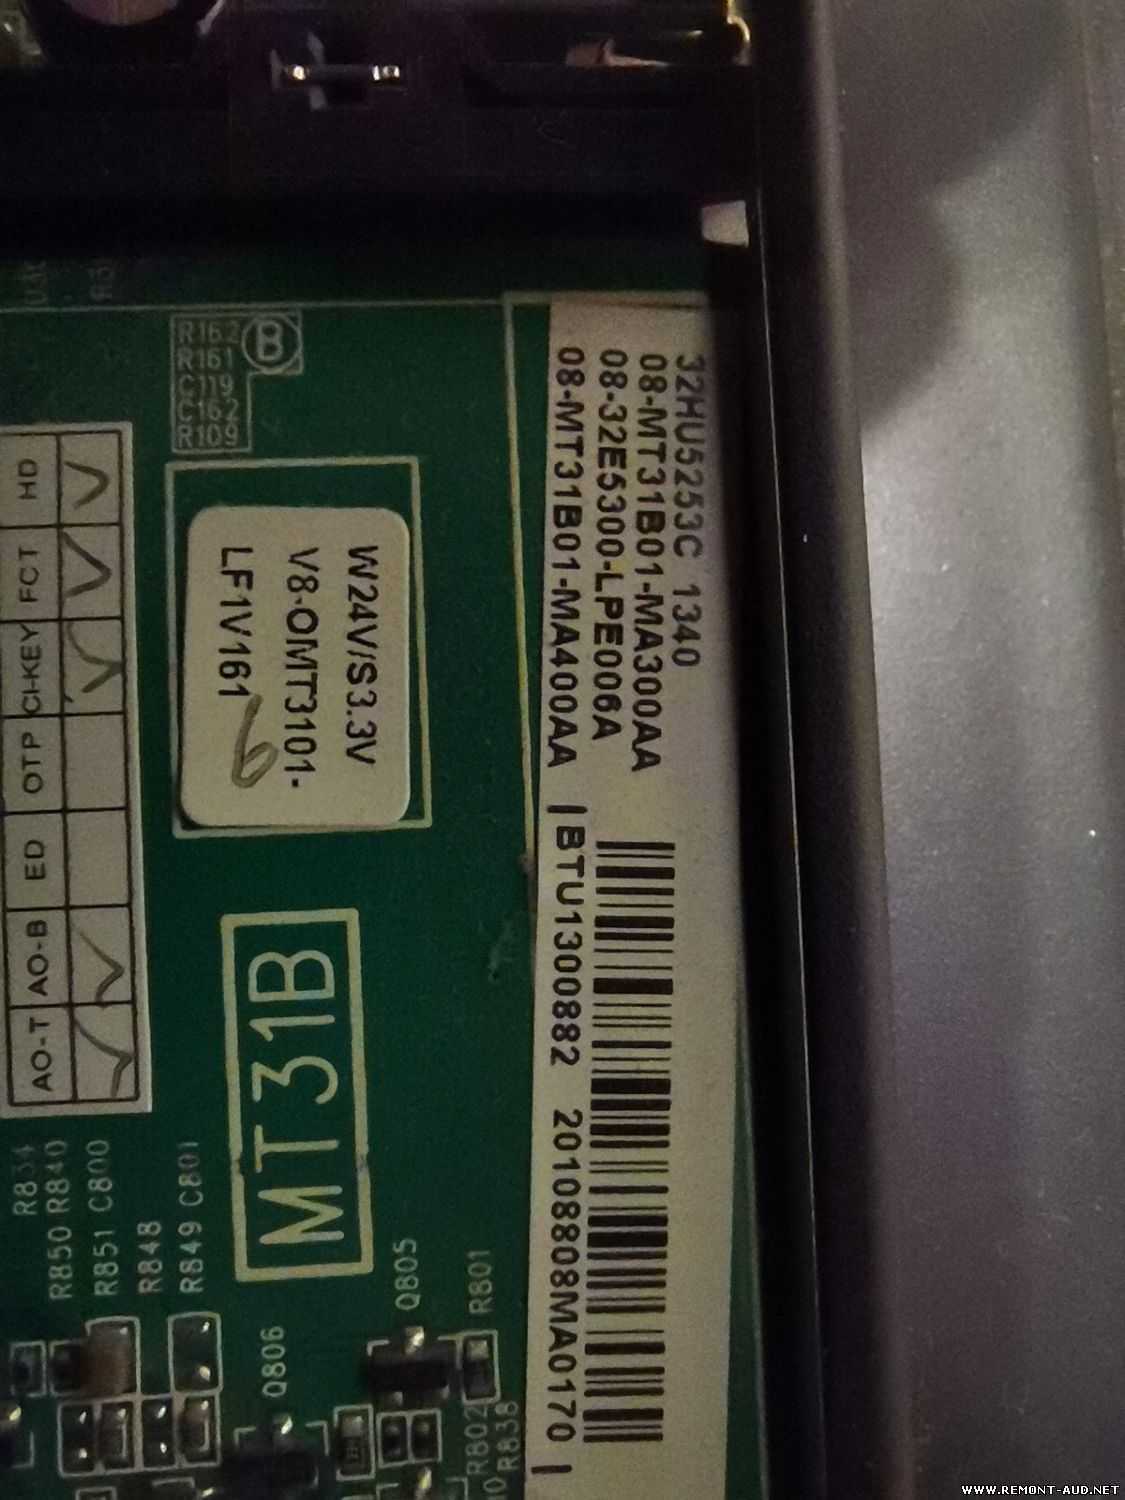 32HU5253C 1340
08-MT31B01-MA300AA
08-32E5300-LPE006A
08-MT31B01-MA400AA
BTU1300882 20108808MA0170
W24V/S3.3V
V8-OMT3101-
LF1V161
6
R162
R161
C119
C162
R109
B
HD
FCT
CI-KEY
OTP
ED
AO-B
AO-T
MT31B
R834
R850 R840
R851 C800
R848
R849 C801
Q805
R801
Q806
R802
R838
WWW.REMONT-AUD.NET